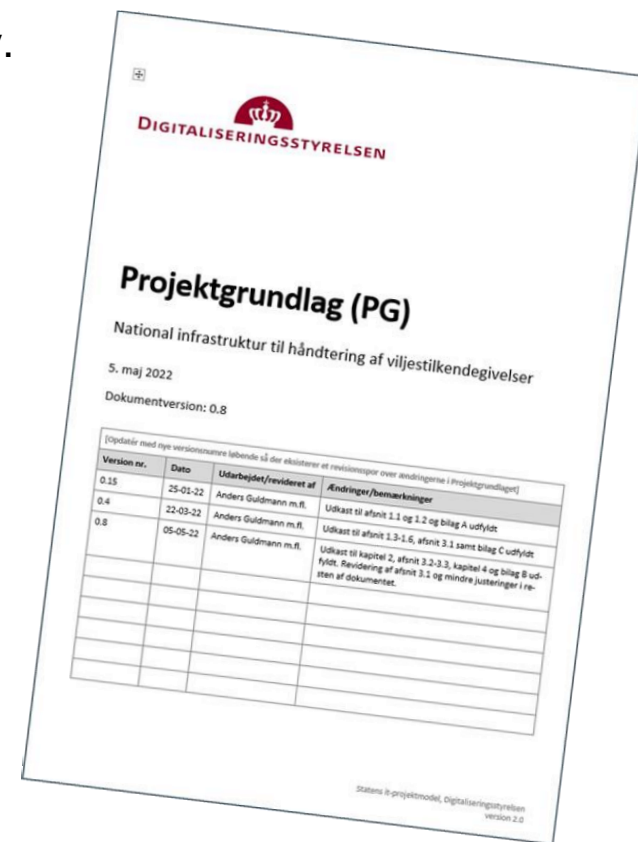 DIGITALISERINGSSTYRELSEN
Projektgrundlag (PG)
National infrastruktur til håndtering af viljestilkendegivelser
5. maj 2022
Dokumentversion: 0.8
[Opdatér med nye versionsnumre løbende så der eksisterer et revisionsspor over ændringerne i Projektgrundlaget]
Version nr. Dato Udarbejdet/revideret af Ændringer/bemærkninger
0.15 25-01-22 Anders Guldmann m.fl. Udkast til afsnit 1.1 og 1.2 og bilag A udfyldt
0.4 22-03-22 Anders Guldmann m.fl. Udkast til afsnit 1.3-1.6, afsnit 3.1 samt bilag C udfyldt
0.8 05-05-22 Anders Guldmann m.fl. Udkast til kapitel 2, afsnit 3.2-3.3, kapitel 4 og bilag B ud-
fyldt. Revidering af afsnit 3.1 og mindre justeringer i re-
sten af dokumentet.
Statens it-projektmodel, Digitaliseringsstyrelsen
version 2.0